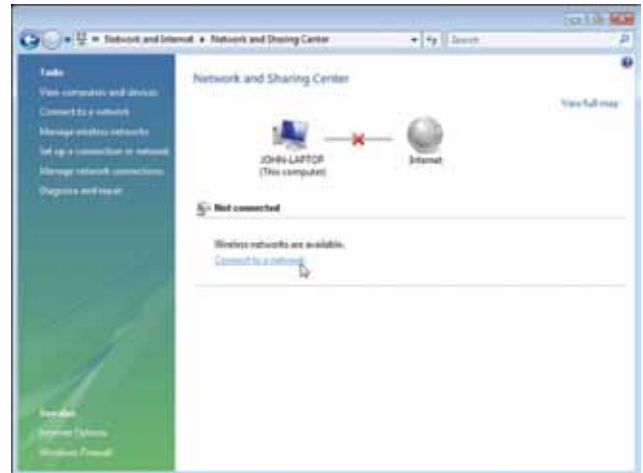 Network and Internet ▸ Network and Sharing Center
Search
Tasks
View computers and devices
Connect to a network
Manage wireless networks
Set up a connection or network
Manage network connections
Diagnose and repair
Network and Sharing Center
View full map
JOHN-LAPTOP
(This computer)
Internet
Not connected
Wireless networks are available.
Connect to a network
See also
Internet Options
Windows Firewall